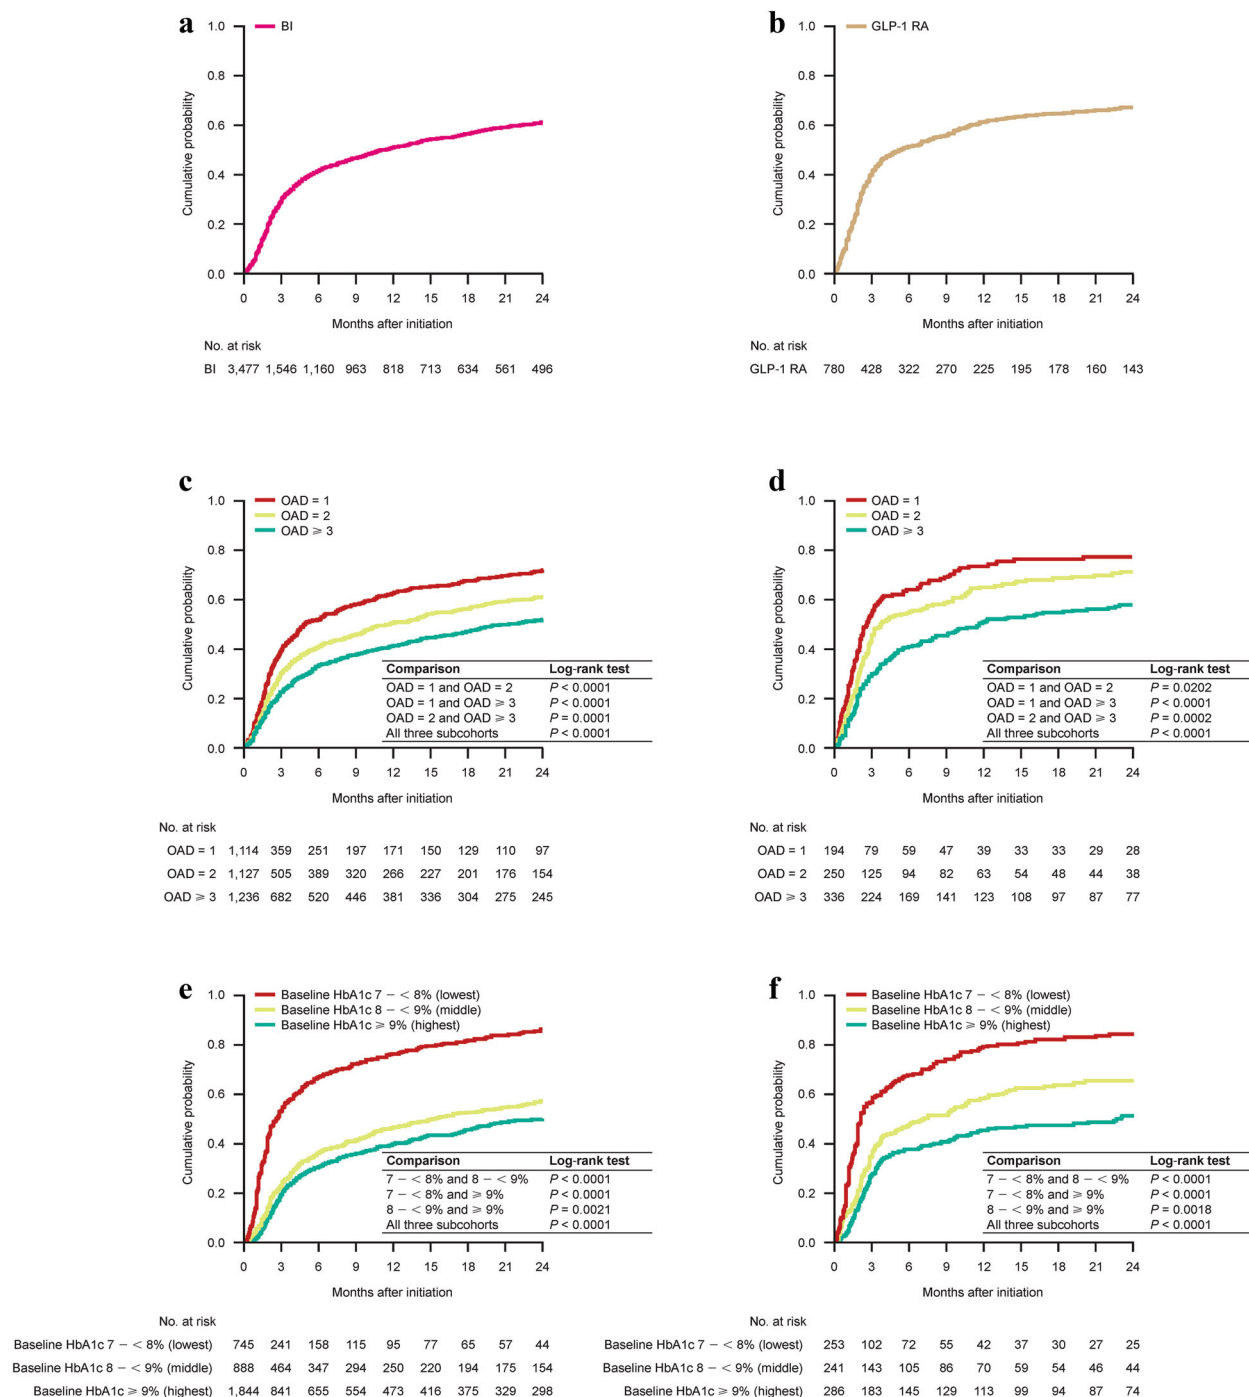 a
BI
1.0
0.8
0.6
0.4
0.2
0.0
Cumulative probability
0 3 6 9 12 15 18 21 24
Months after initiation
No. at risk
BI 3,477 1,546 1,160 963 818 713 634 561 496
b
GLP-1 RA
1.0
0.8
0.6
0.4
0.2
0.0
Cumulative probability
0 3 6 9 12 15 18 21 24
Months after initiation
No. at risk
GLP-1 RA 780 428 322 270 225 195 178 160 143
c
OAD = 1
OAD = 2
OAD ⩾ 3
1.0
0.8
0.6
0.4
0.2
0.0
Cumulative probability
Comparison Log-rank test
OAD = 1 and OAD = 2 P < 0.0001
OAD = 1 and OAD ⩾ 3 P < 0.0001
OAD = 2 and OAD ⩾ 3 P = 0.0001
All three subcohorts P < 0.0001
0 3 6 9 12 15 18 21 24
Months after initiation
No. at risk
OAD = 1 1,114 359 251 197 171 150 129 110 97
OAD = 2 1,127 505 389 320 266 227 201 176 154
OAD ⩾ 3 1,236 682 520 446 381 336 304 275 245
d
OAD = 1
OAD = 2
OAD ⩾ 3
1.0
0.8
0.6
0.4
0.2
0.0
Cumulative probability
Comparison Log-rank test
OAD = 1 and OAD = 2 P = 0.0202
OAD = 1 and OAD ⩾ 3 P < 0.0001
OAD = 2 and OAD ⩾ 3 P = 0.0002
All three subcohorts P < 0.0001
0 3 6 9 12 15 18 21 24
Months after initiation
No. at risk
OAD = 1 194 79 59 47 39 33 33 29 28
OAD = 2 250 125 94 82 63 54 48 44 38
OAD ⩾ 3 336 224 169 141 123 108 97 87 77
e
Baseline HbA1c 7 − < 8% (lowest)
Baseline HbA1c 8 − < 9% (middle)
Baseline HbA1c ⩾ 9% (highest)
1.0
0.8
0.6
0.4
0.2
0.0
Cumulative probability
Comparison Log-rank test
7 − < 8% and 8 − < 9% P < 0.0001
7 − < 8% and ⩾ 9% P < 0.0001
8 − < 9% and ⩾ 9% P = 0.0021
All three subcohorts P < 0.0001
0 3 6 9 12 15 18 21 24
Months after initiation
No. at risk
Baseline HbA1c 7 − < 8% (lowest) 745 241 158 115 95 77 65 57 44
Baseline HbA1c 8 − < 9% (middle) 888 464 347 294 250 220 194 175 154
Baseline HbA1c ⩾ 9% (highest) 1,844 841 655 554 473 416 375 329 298
f
Baseline HbA1c 7 − < 8% (lowest)
Baseline HbA1c 8 − < 9% (middle)
Baseline HbA1c ⩾ 9% (highest)
1.0
0.8
0.6
0.4
0.2
0.0
Cumulative probability
Comparison Log-rank test
7 − < 8% and 8 − < 9% P < 0.0001
7 − < 8% and ⩾ 9% P < 0.0001
8 − < 9% and ⩾ 9% P = 0.0018
All three subcohorts P < 0.0001
0 3 6 9 12 15 18 21 24
Months after initiation
No. at risk
Baseline HbA1c 7 − < 8% (lowest) 253 102 72 55 42 37 30 27 25
Baseline HbA1c 8 − < 9% (middle) 241 143 105 86 70 59 54 46 44
Baseline HbA1c ⩾ 9% (highest) 286 183 145 129 113 99 94 87 74